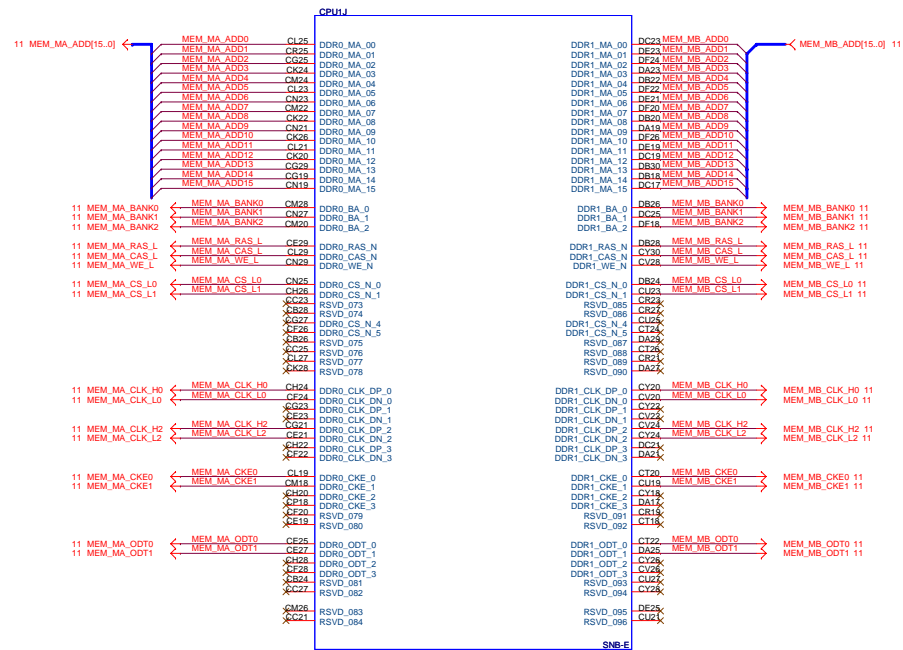 CPU1J
11 MEM_MA_ADD[15..0]
MEM_MB_ADD[15..0] 11
MEM_MA_ADD0 CL25 DDR0_MA_00 DDR1_MA_00 DC23 MEM_MB_ADD0
MEM_MA_ADD1 CR25 DDR0_MA_01 DDR1_MA_01 DE23 MEM_MB_ADD1
MEM_MA_ADD2 CG25 DDR0_MA_02 DDR1_MA_02 DF24 MEM_MB_ADD2
MEM_MA_ADD3 CK24 DDR0_MA_03 DDR1_MA_03 DA23 MEM_MB_ADD3
MEM_MA_ADD4 CM24 DDR0_MA_04 DDR1_MA_04 DB22 MEM_MB_ADD4
MEM_MA_ADD5 CL23 DDR0_MA_05 DDR1_MA_05 DF22 MEM_MB_ADD5
MEM_MA_ADD6 CN23 DDR0_MA_06 DDR1_MA_06 DE21 MEM_MB_ADD6
MEM_MA_ADD7 CM22 DDR0_MA_07 DDR1_MA_07 DF20 MEM_MB_ADD7
MEM_MA_ADD8 CK22 DDR0_MA_08 DDR1_MA_08 DB20 MEM_MB_ADD8
MEM_MA_ADD9 CN21 DDR0_MA_09 DDR1_MA_09 DA19 MEM_MB_ADD9
MEM_MA_ADD10 CK26 DDR0_MA_10 DDR1_MA_10 DF26 MEM_MB_ADD10
MEM_MA_ADD11 CL21 DDR0_MA_11 DDR1_MA_11 DE19 MEM_MB_ADD11
MEM_MA_ADD12 CK20 DDR0_MA_12 DDR1_MA_12 DC19 MEM_MB_ADD12
MEM_MA_ADD13 CG29 DDR0_MA_13 DDR1_MA_13 DB30 MEM_MB_ADD13
MEM_MA_ADD14 CG19 DDR0_MA_14 DDR1_MA_14 DB18 MEM_MB_ADD14
MEM_MA_ADD15 CN19 DDR0_MA_15 DDR1_MA_15 DC17 MEM_MB_ADD15
11 MEM_MA_BANK0 MEM_MA_BANK0 CM28 DDR0_BA_0 DDR1_BA_0 DB26 MEM_MB_BANK0 MEM_MB_BANK0 11
11 MEM_MA_BANK1 MEM_MA_BANK1 CN27 DDR0_BA_1 DDR1_BA_1 DC25 MEM_MB_BANK1 MEM_MB_BANK1 11
11 MEM_MA_BANK2 MEM_MA_BANK2 CM20 DDR0_BA_2 DDR1_BA_2 DF18 MEM_MB_BANK2 MEM_MB_BANK2 11
11 MEM_MA_RAS_L MEM_MA_RAS_L CE29 DDR0_RAS_N DDR1_RAS_N DB28 MEM_MB_RAS_L MEM_MB_RAS_L 11
11 MEM_MA_CAS_L MEM_MA_CAS_L CL29 DDR0_CAS_N DDR1_CAS_N CY30 MEM_MB_CAS_L MEM_MB_CAS_L 11
11 MEM_MA_WE_L MEM_MA_WE_L CN29 DDR0_WE_N DDR1_WE_N CV28 MEM_MB_WE_L MEM_MB_WE_L 11
11 MEM_MA_CS_L0 MEM_MA_CS_L0 CN25 DDR0_CS_N_0 DDR1_CS_N_0 DB24 MEM_MB_CS_L0 MEM_MB_CS_L0 11
11 MEM_MA_CS_L1 MEM_MA_CS_L1 CH26 DDR0_CS_N_1 DDR1_CS_N_1 CU23 MEM_MB_CS_L1 MEM_MB_CS_L1 11
CC23 RSVD_073 RSVD_085 CR23
CB28 RSVD_074 RSVD_086 CR27
CG27 DDR0_CS_N_4 DDR1_CS_N_4 CU25
CF26 DDR0_CS_N_5 DDR1_CS_N_5 CT24
CB26 RSVD_075 RSVD_087 DA29
CC25 RSVD_076 RSVD_088 CT26
CL27 RSVD_077 RSVD_089 CR21
CK28 RSVD_078 RSVD_090 DA27
11 MEM_MA_CLK_H0 MEM_MA_CLK_H0 CH24 DDR0_CLK_DP_0 DDR1_CLK_DP_0 CY20 MEM_MB_CLK_H0 MEM_MB_CLK_H0 11
11 MEM_MA_CLK_L0 MEM_MA_CLK_L0 CF24 DDR0_CLK_DN_0 DDR1_CLK_DN_0 CV20 MEM_MB_CLK_L0 MEM_MB_CLK_L0 11
CG23 DDR0_CLK_DP_1 DDR1_CLK_DP_1 CY22
CE23 DDR0_CLK_DN_1 DDR1_CLK_DN_1 CV22
11 MEM_MA_CLK_H2 MEM_MA_CLK_H2 CG21 DDR0_CLK_DP_2 DDR1_CLK_DP_2 CV24 MEM_MB_CLK_H2 MEM_MB_CLK_H2 11
11 MEM_MA_CLK_L2 MEM_MA_CLK_L2 CE21 DDR0_CLK_DN_2 DDR1_CLK_DN_2 CY24 MEM_MB_CLK_L2 MEM_MB_CLK_L2 11
CH22 DDR0_CLK_DP_3 DDR1_CLK_DP_3 DC21
CF22 DDR0_CLK_DN_3 DDR1_CLK_DN_3 DA21
11 MEM_MA_CKE0 MEM_MA_CKE0 CL19 DDR0_CKE_0 DDR1_CKE_0 CT20 MEM_MB_CKE0 MEM_MB_CKE0 11
11 MEM_MA_CKE1 MEM_MA_CKE1 CM18 DDR0_CKE_1 DDR1_CKE_1 CU19 MEM_MB_CKE1 MEM_MB_CKE1 11
CH20 DDR0_CKE_2 DDR1_CKE_2 CY18
CP18 DDR0_CKE_3 DDR1_CKE_3 DA17
CF20 RSVD_079 RSVD_091 CR19
CE19 RSVD_080 RSVD_092 CT18
11 MEM_MA_ODT0 MEM_MA_ODT0 CE25 DDR0_ODT_0 DDR1_ODT_0 CT22 MEM_MB_ODT0 MEM_MB_ODT0 11
11 MEM_MA_ODT1 MEM_MA_ODT1 CE27 DDR0_ODT_1 DDR1_ODT_1 DA25 MEM_MB_ODT1 MEM_MB_ODT1 11
CH28 DDR0_ODT_2 DDR1_ODT_2 CY26
CF28 DDR0_ODT_3 DDR1_ODT_3 CV26
CB24 RSVD_081 RSVD_093 CU27
CC27 RSVD_082 RSVD_094 CY28
CM26 RSVD_083 RSVD_095 DE25
CC21 RSVD_084 RSVD_096 CU21
SNB-E